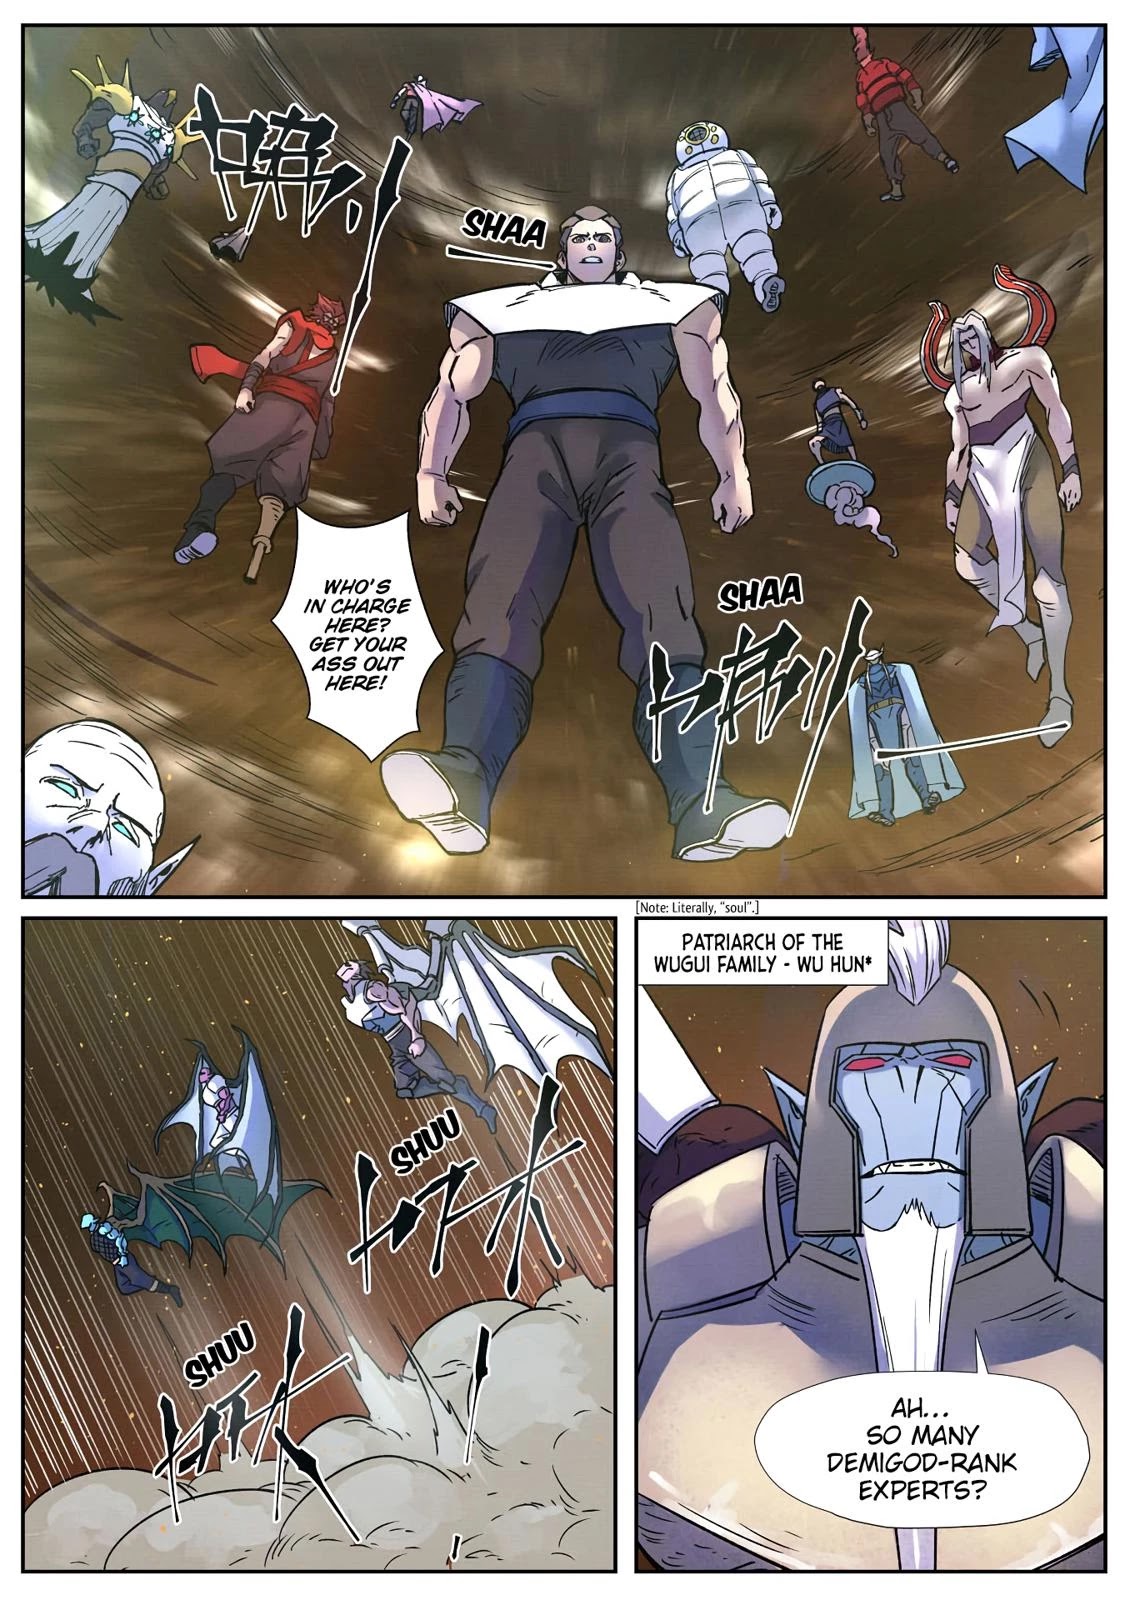 SHAA
WHO'S
IN CHARGE
HERE?
GET YOUR
ASS OUT
HERE!
SHAA
SHUU
SHUU
[Note: Literally, “soul”.]
PATRIARCH OF THE
WUGUI FAMILY - WU HUN*
AH...
SO MANY
DEMIGOD-RANK
EXPERTS?